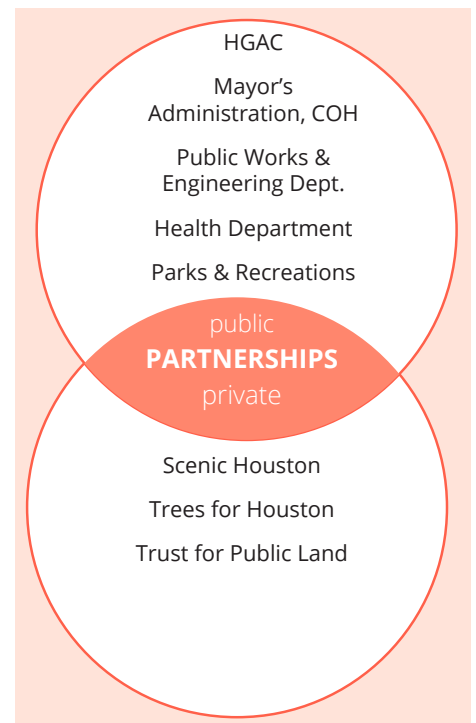 HGAC
Mayor's
Administration, COH
Public Works &
Engineering Dept.
Health Department
Parks & Recreations
public
PARTNERSHIPS
private
Scenic Houston
Trees for Houston
Trust for Public Land